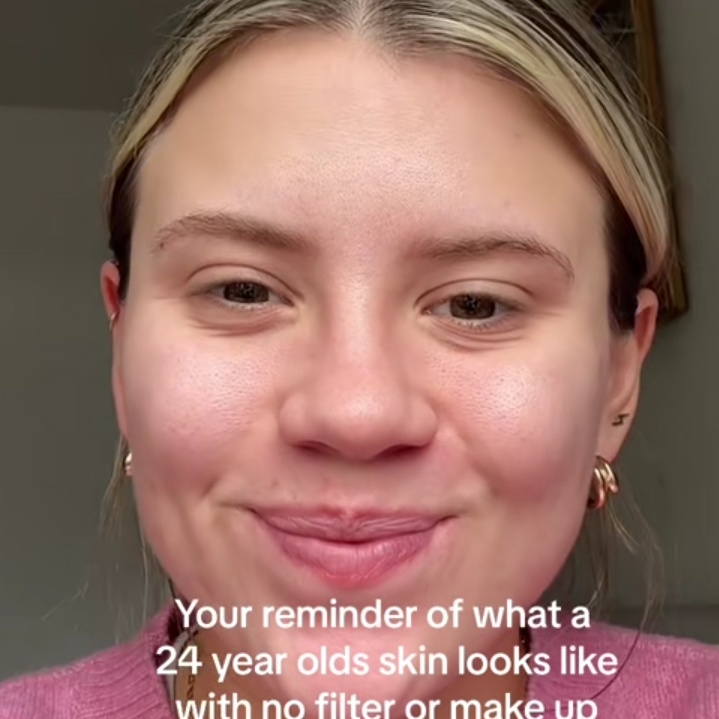 Your reminder of what a
24 year olds skin looks like
with no filter or make up